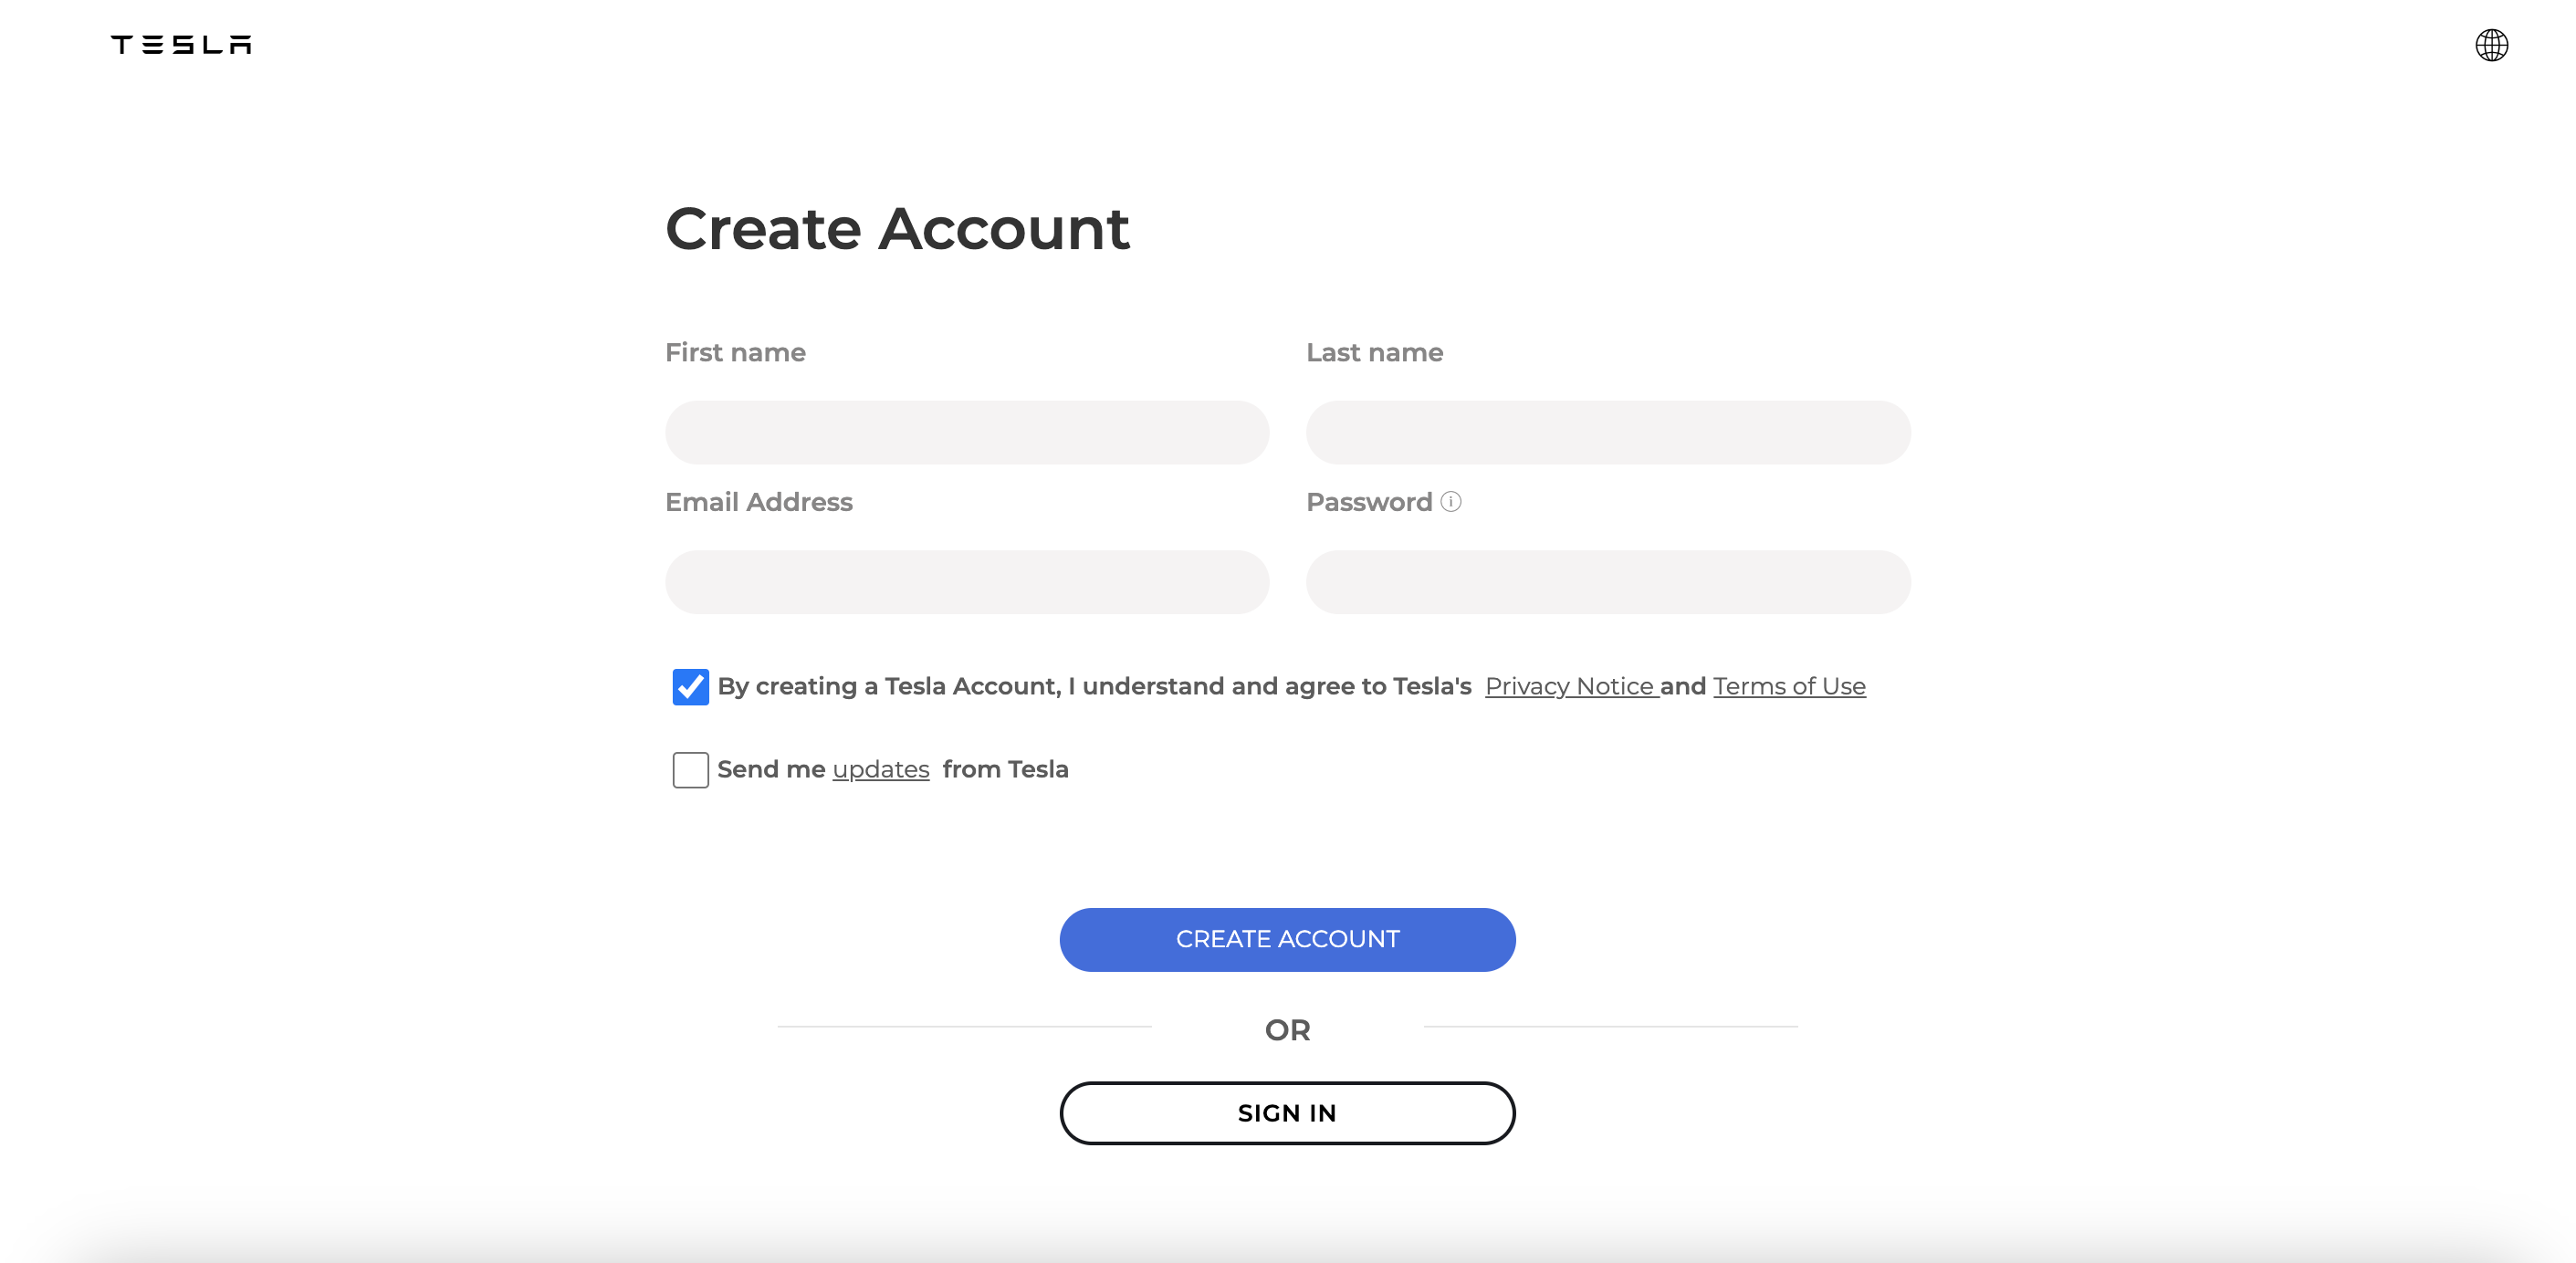 TESLA
Create Account
First name
Last name
Email Address
Password
By creating a Tesla Account, I understand and agree to Tesla's Privacy Notice and Terms of Use
Send me updates from Tesla
CREATE ACCOUNT
OR
SIGN IN